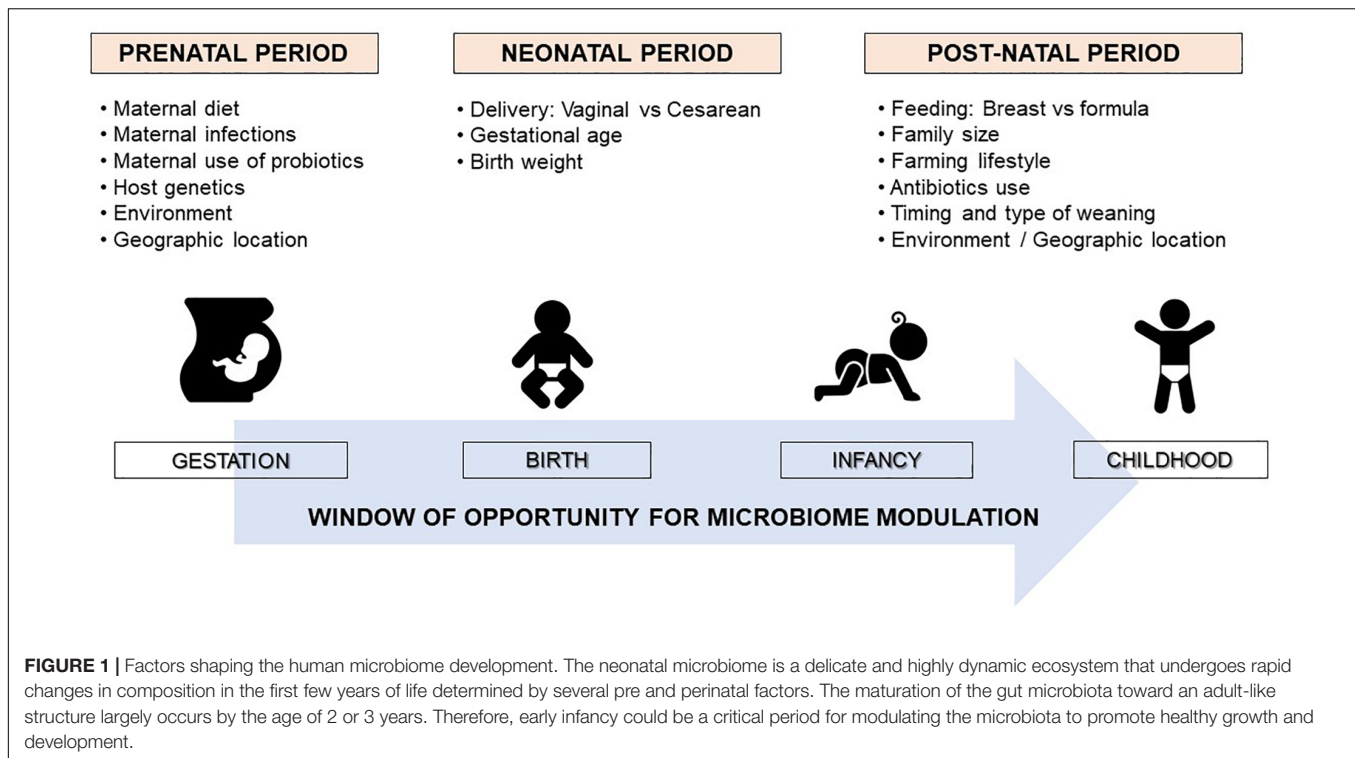 PRENATAL PERIOD
• Maternal diet
• Maternal infections
• Maternal use of probiotics
• Host genetics
• Environment
• Geographic location
NEONATAL PERIOD
• Delivery: Vaginal vs Cesarean
• Gestational age
• Birth weight
POST-NATAL PERIOD
• Feeding: Breast vs formula
• Family size
• Farming lifestyle
• Antibiotics use
• Timing and type of weaning
• Environment / Geographic location
GESTATION
BIRTH
INFANCY
CHILDHOOD
WINDOW OF OPPORTUNITY FOR MICROBIOME MODULATION
FIGURE 1 | Factors shaping the human microbiome development. The neonatal microbiome is a delicate and highly dynamic ecosystem that undergoes rapid
changes in composition in the first few years of life determined by several pre and perinatal factors. The maturation of the gut microbiota toward an adult-like
structure largely occurs by the age of 2 or 3 years. Therefore, early infancy could be a critical period for modulating the microbiota to promote healthy growth and
development.